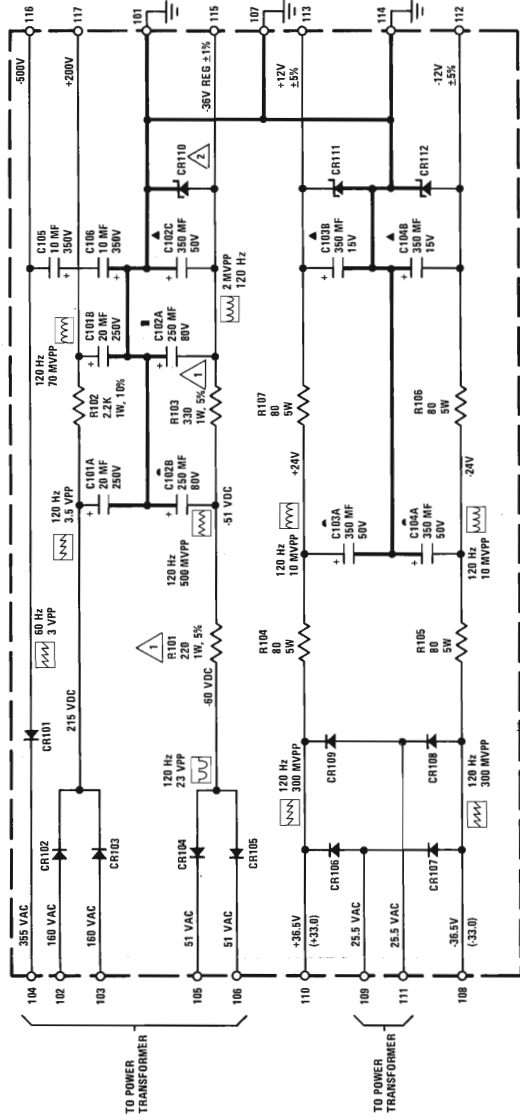 116
117
101
115
107
113
114
112
-500V
+200V
-36V REG ±1%
+12V
±5%
-12V
±5%
C105
10 MF
350V
+
C106
10 MF
350V
+
C102C
350 MF
50V
+
CR110
2
CR111
CR112
C103B
350 MF
15V
+
C104B
350 MF
15V
+
2 MVPP
120 Hz
120 Hz
70 MVPP
C101B
20 MF
250V
+
C102A
250 MF
80V
+
R102
2.2K
1W, 10%
1
R103
330
1W, 5%
R107
80
5W
R106
80
5W
120 Hz
3.5 VPP
C101A
20 MF
250V
+
C102B
250 MF
80V
+
120 Hz
500 MVPP
-51 VDC
+24V
-24V
120 Hz
10 MVPP
C103A
350 MF
50V
+
C104A
350 MF
50V
+
120 Hz
10 MVPP
60 Hz
3 VPP
1
R101
220
1W, 5%
R104
80
5W
R105
80
5W
CR101
215 VDC
-60 VDC
120 Hz
23 VPP
120 Hz
300 MVPP
120 Hz
300 MVPP
CR102
CR103
CR104
CR105
CR109
CR108
CR106
CR107
355 VAC
160 VAC
160 VAC
51 VAC
51 VAC
+36.5V
(+33.0)
25.5 VAC
25.5 VAC
-36.5V
(-33.0)
104
102
103
105
106
110
109
111
108
TO POWER
TRANSFORMER
TO POWER
TRANSFORMER